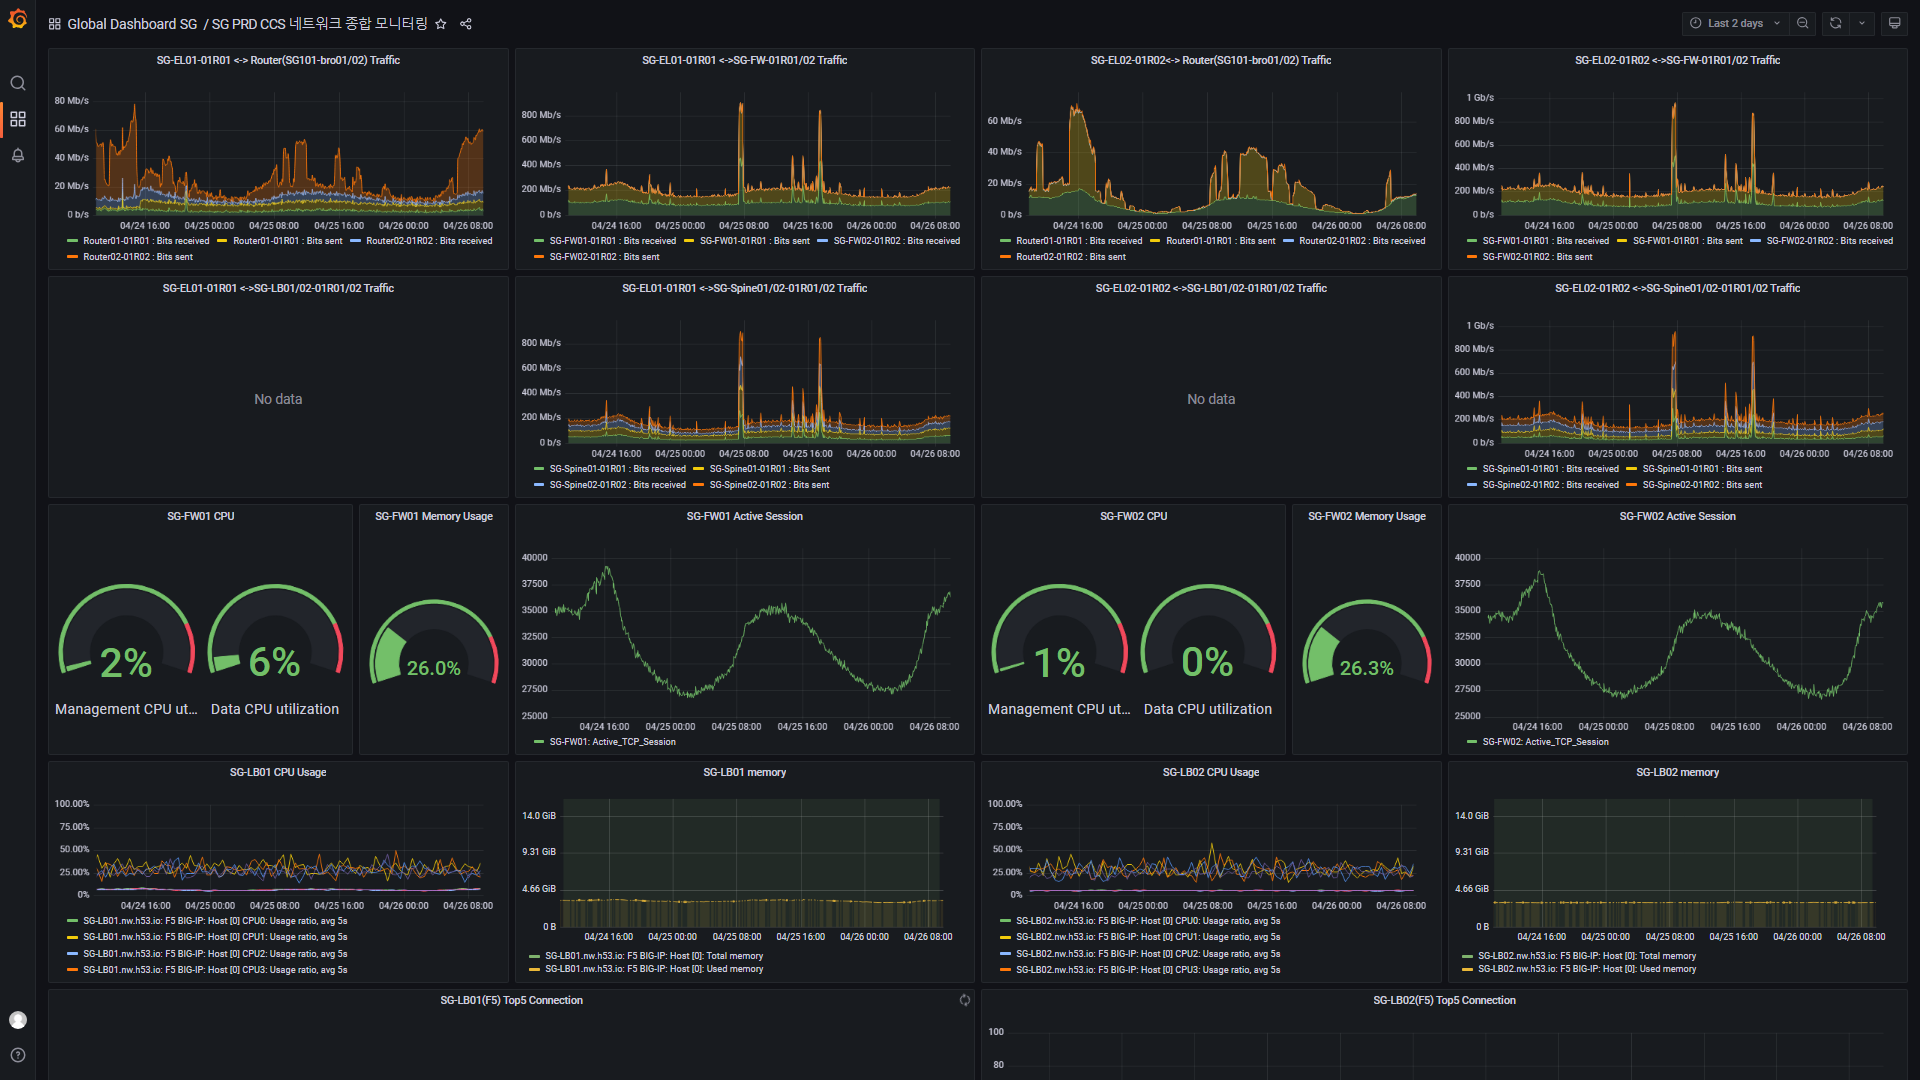 Global Dashboard SG / SG PRD CCS 네트워크 종합 모니터링
Last 2 days
SG-EL01-01R01 <-> Router(SG101-bro01/02) Traffic
80 Mb/s
60 Mb/s
40 Mb/s
20 Mb/s
0 b/s
04/24 16:00 04/25 00:00 04/25 08:00 04/25 16:00 04/26 00:00 04/26 08:00
Router01-01R01 : Bits received Router01-01R01 : Bits sent Router02-01R02 : Bits received
Router02-01R02 : Bits sent
SG-EL01-01R01 <->SG-FW-01R01/02 Traffic
800 Mb/s
600 Mb/s
400 Mb/s
200 Mb/s
0 b/s
04/24 16:00 04/25 00:00 04/25 08:00 04/25 16:00 04/26 00:00 04/26 08:00
SG-FW01-01R01 : Bits received SG-FW01-01R01 : Bits sent SG-FW02-01R02 : Bits received
SG-FW02-01R02 : Bits sent
SG-EL02-01R02<-> Router(SG101-bro01/02) Traffic
60 Mb/s
40 Mb/s
20 Mb/s
0 b/s
04/24 16:00 04/25 00:00 04/25 08:00 04/25 16:00 04/26 00:00 04/26 08:00
Router01-01R01 : Bits received Router01-01R01 : Bits sent Router02-01R02 : Bits received
Router02-01R02 : Bits sent
SG-EL02-01R02 <->SG-FW-01R01/02 Traffic
1 Gb/s
800 Mb/s
600 Mb/s
400 Mb/s
200 Mb/s
0 b/s
04/24 16:00 04/25 00:00 04/25 08:00 04/25 16:00 04/26 00:00 04/26 08:00
SG-FW01-01R01 : Bits received SG-FW01-01R01 : Bits sent SG-FW02-01R02 : Bits received
SG-FW02-01R02 : Bits sent
SG-EL01-01R01 <->SG-LB01/02-01R01/02 Traffic
No data
SG-EL01-01R01 <->SG-Spine01/02-01R01/02 Traffic
800 Mb/s
600 Mb/s
400 Mb/s
200 Mb/s
0 b/s
04/24 16:00 04/25 00:00 04/25 08:00 04/25 16:00 04/26 00:00 04/26 08:00
SG-Spine01-01R01 : Bits received SG-Spine01-01R01 : Bits Sent
SG-Spine02-01R02 : Bits received SG-Spine02-01R02 : Bits sent
SG-EL02-01R02 <->SG-LB01/02-01R01/02 Traffic
No data
SG-EL02-01R02 <->SG-Spine01/02-01R01/02 Traffic
1 Gb/s
800 Mb/s
600 Mb/s
400 Mb/s
200 Mb/s
0 b/s
04/24 16:00 04/25 00:00 04/25 08:00 04/25 16:00 04/26 00:00 04/26 08:00
SG-Spine01-01R01 : Bits received SG-Spine01-01R01 : Bits sent
SG-Spine02-01R02 : Bits received SG-Spine02-01R02 : Bits sent
SG-FW01 CPU
2%
6%
Management CPU ut... Data CPU utilization
SG-FW01 Memory Usage
26.0%
SG-FW01 Active Session
40000
37500
35000
32500
30000
27500
25000
04/24 16:00 04/25 00:00 04/25 08:00 04/25 16:00 04/26 00:00 04/26 08:00
SG-FW01: Active_TCP_Session
SG-FW02 CPU
1%
0%
Management CPU ut... Data CPU utilization
SG-FW02 Memory Usage
26.3%
SG-FW02 Active Session
40000
37500
35000
32500
30000
27500
25000
04/24 16:00 04/25 00:00 04/25 08:00 04/25 16:00 04/26 00:00 04/26 08:00
SG-FW02: Active_TCP_Session
SG-LB01 CPU Usage
100.00%
75.00%
50.00%
25.00%
0%
04/24 16:00 04/25 00:00 04/25 08:00 04/25 16:00 04/26 00:00 04/26 08:00
SG-LB01.nw.h53.io: F5 BIG-IP: Host [0] CPU0: Usage ratio, avg 5s
SG-LB01.nw.h53.io: F5 BIG-IP: Host [0] CPU1: Usage ratio, avg 5s
SG-LB01.nw.h53.io: F5 BIG-IP: Host [0] CPU2: Usage ratio, avg 5s
SG-LB01.nw.h53.io: F5 BIG-IP: Host [0] CPU3: Usage ratio, avg 5s
SG-LB01 memory
14.0 GiB
9.31 GiB
4.66 GiB
0 B
04/24 16:00 04/25 00:00 04/25 08:00 04/25 16:00 04/26 00:00 04/26 08:00
SG-LB01.nw.h53.io: F5 BIG-IP: Host [0]: Total memory
SG-LB01.nw.h53.io: F5 BIG-IP: Host [0]: Used memory
SG-LB02 CPU Usage
100.00%
75.00%
50.00%
25.00%
0%
04/24 16:00 04/25 00:00 04/25 08:00 04/25 16:00 04/26 00:00 04/26 08:00
SG-LB02.nw.h53.io: F5 BIG-IP: Host [0] CPU0: Usage ratio, avg 5s
SG-LB02.nw.h53.io: F5 BIG-IP: Host [0] CPU1: Usage ratio, avg 5s
SG-LB02.nw.h53.io: F5 BIG-IP: Host [0] CPU2: Usage ratio, avg 5s
SG-LB02.nw.h53.io: F5 BIG-IP: Host [0] CPU3: Usage ratio, avg 5s
SG-LB02 memory
14.0 GiB
9.31 GiB
4.66 GiB
0 B
04/24 16:00 04/25 00:00 04/25 08:00 04/25 16:00 04/26 00:00 04/26 08:00
SG-LB02.nw.h53.io: F5 BIG-IP: Host [0]: Total memory
SG-LB02.nw.h53.io: F5 BIG-IP: Host [0]: Used memory
SG-LB01(F5) Top5 Connection
SG-LB02(F5) Top5 Connection
100
80